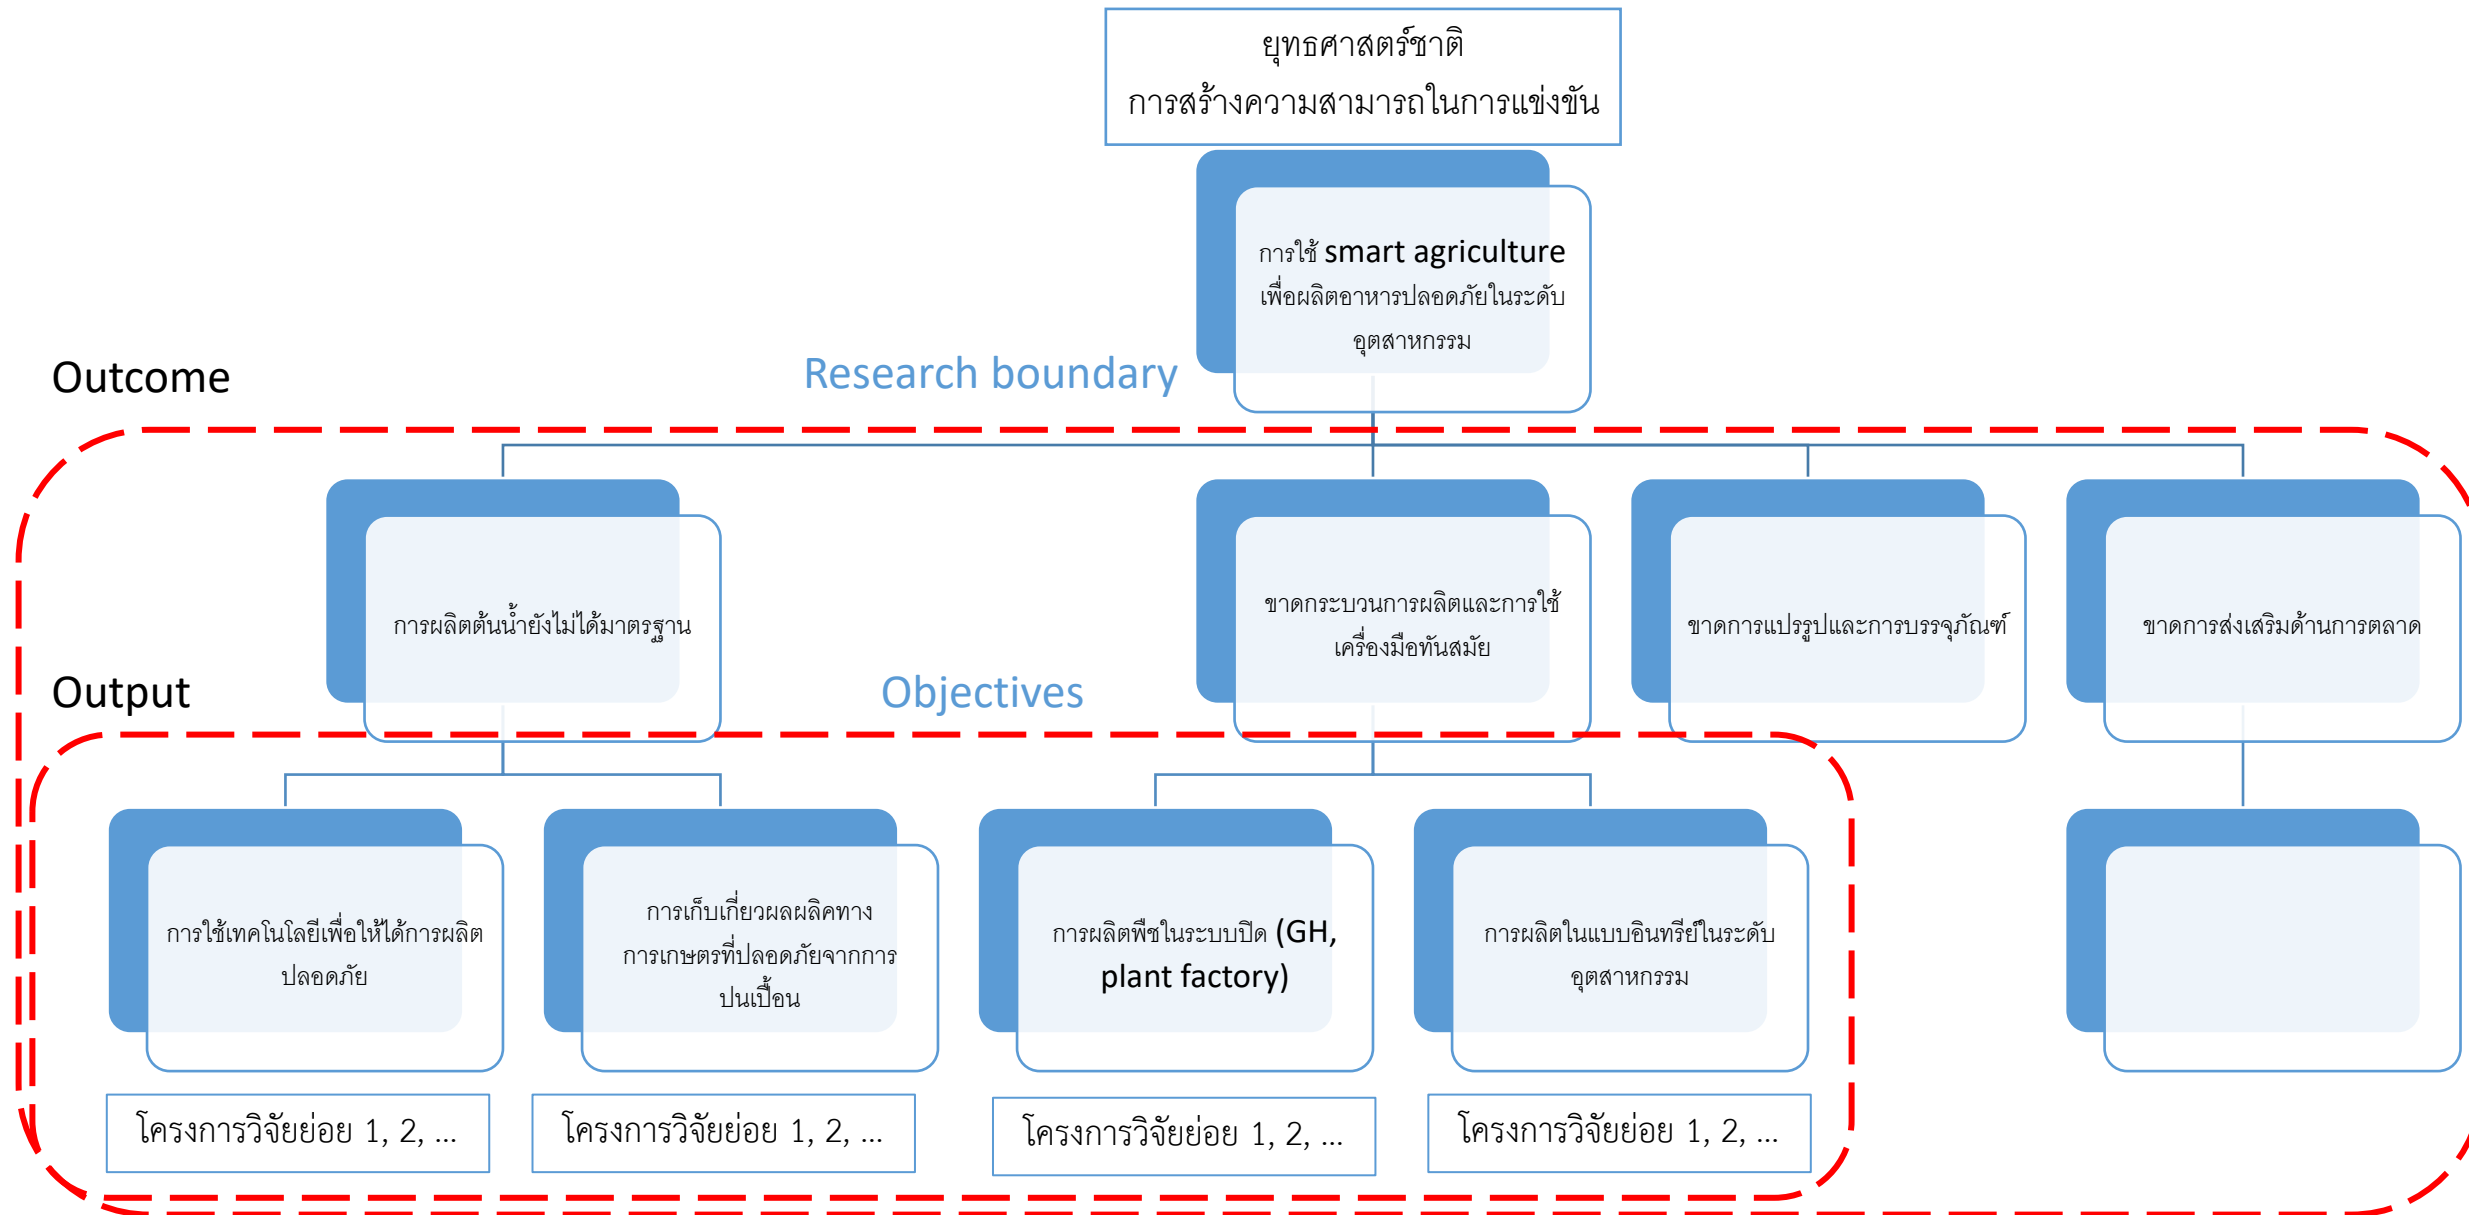 ยุทธศาสตร์ชาติ
การสร้างความสามารถในการแข่งขัน
การใช้ smart agriculture
เพื่อผลิตอาหารปลอดภัยในระดับ
อุตสาหกรรม
Outcome
Research boundary
การผลิตต้นน้ำยังไม่ได้มาตรฐาน
ขาดกระบวนการผลิตและการใช้
เครื่องมือทันสมัย
ขาดการแปรรูปและการบรรจุภัณฑ์
ขาดการส่งเสริมด้านการตลาด
Output
Objectives
การใช้เทคโนโลยีเพื่อให้ได้การผลิต
ปลอดภัย
การเก็บเกี่ยวผลผลิคทาง
การเกษตรที่ปลอดภัยจากการ
ปนเปื้อน
การผลิตพืชในระบบปิด (GH,
plant factory)
การผลิตในแบบอินทรีย์ในระดับ
อุตสาหกรรม
โครงการวิจัยย่อย 1, 2, ...
โครงการวิจัยย่อย 1, 2, ...
โครงการวิจัยย่อย 1, 2, ...
โครงการวิจัยย่อย 1, 2, ...